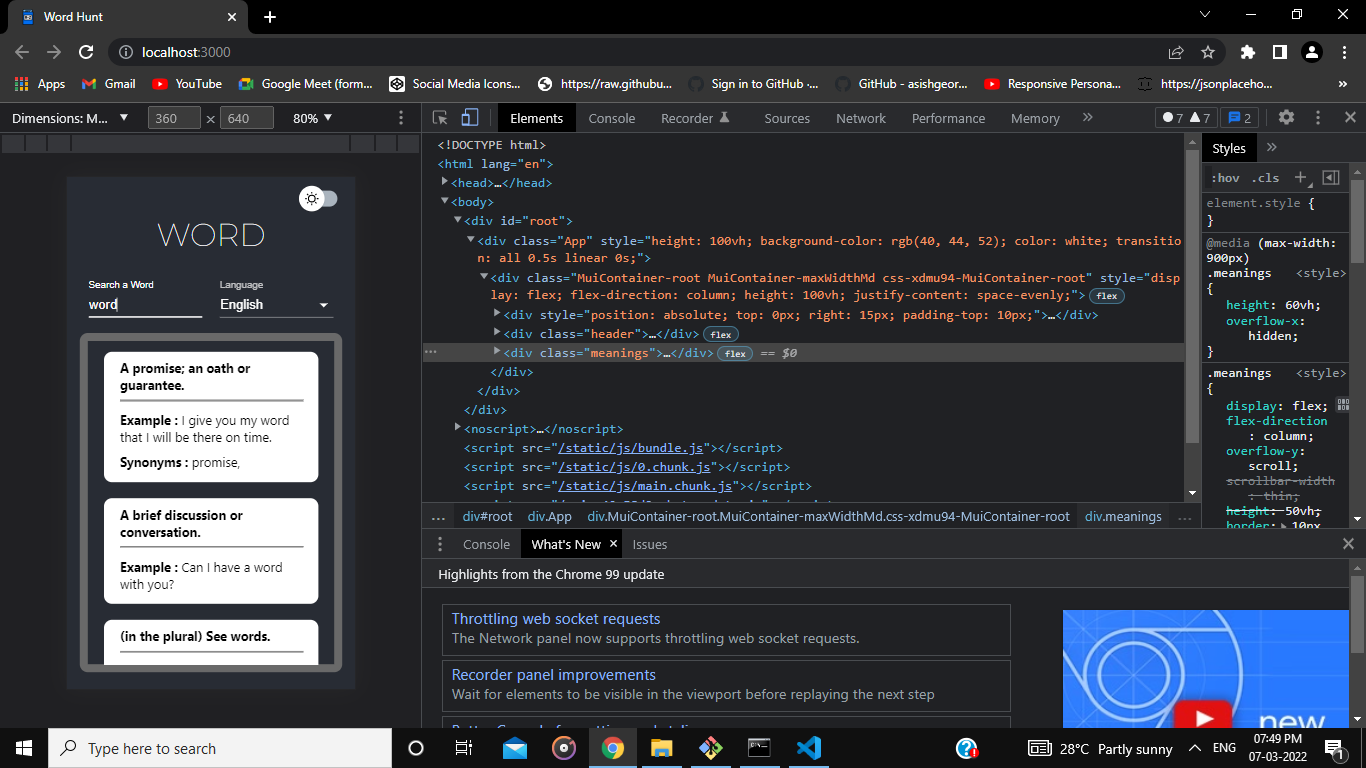 Word Hunt
localhost:3000
Apps
Gmail
YouTube
Google Meet (form...
Social Media Icons...
https://raw.githubu...
Sign in to GitHub ·...
GitHub - asishgeor...
Responsive Persona...
https://jsonplaceho...
»
Dimensions: M... ▼ 360 × 640 80% ▼
Elements Console Recorder Sources Network Performance Memory » 7 7 2
WORD
Search a Word
word
Language
English
A promise; an oath or
guarantee.
Example : I give you my word
that I will be there on time.
Synonyms : promise,
A brief discussion or
conversation.
Example : Can I have a word
with you?
(in the plural) See words.
<!DOCTYPE html>
<html lang="en">
<head>…</head>
<body>
<div id="root">
<div class="App" style="height: 100vh; background-color: rgb(40, 44, 52); color: white; transitio
n: all 0.5s linear 0s;">
<div class="MuiContainer-root MuiContainer-maxWidthMd css-xdmu94-MuiContainer-root" style="disp
lay: flex; flex-direction: column; height: 100vh; justify-content: space-evenly;"> flex
<div style="position: absolute; top: 0px; right: 15px; padding-top: 10px;">…</div>
<div class="header">…</div> flex
<div class="meanings">…</div> flex == $0
</div>
</div>
</div>
<noscript>…</noscript>
<script src="/static/js/bundle.js"></script>
<script src="/static/js/0.chunk.js"></script>
<script src="/static/js/main.chunk.js"></script>
... div#root div.App div.MuiContainer-root.MuiContainer-maxWidthMd.css-xdmu94-MuiContainer-root div.meanings ...
Styles »
:hov .cls +
element.style {
}
@media (max-width:
900px)
.meanings <style>
{
height: 60vh;
overflow-x:
hidden;
}
.meanings <style>
{
display: flex;
flex-direction
: column;
overflow-y:
scroll;
scrollbar-width
: thin;
height: 50vh;
border: 10px
Console What's New × Issues
Highlights from the Chrome 99 update
Throttling web socket requests
The Network panel now supports throttling web socket requests.
Recorder panel improvements
Wait for elements to be visible in the viewport before replaying the next step
new
Type here to search
28°C Partly sunny
ENG
07:49 PM
07-03-2022
1